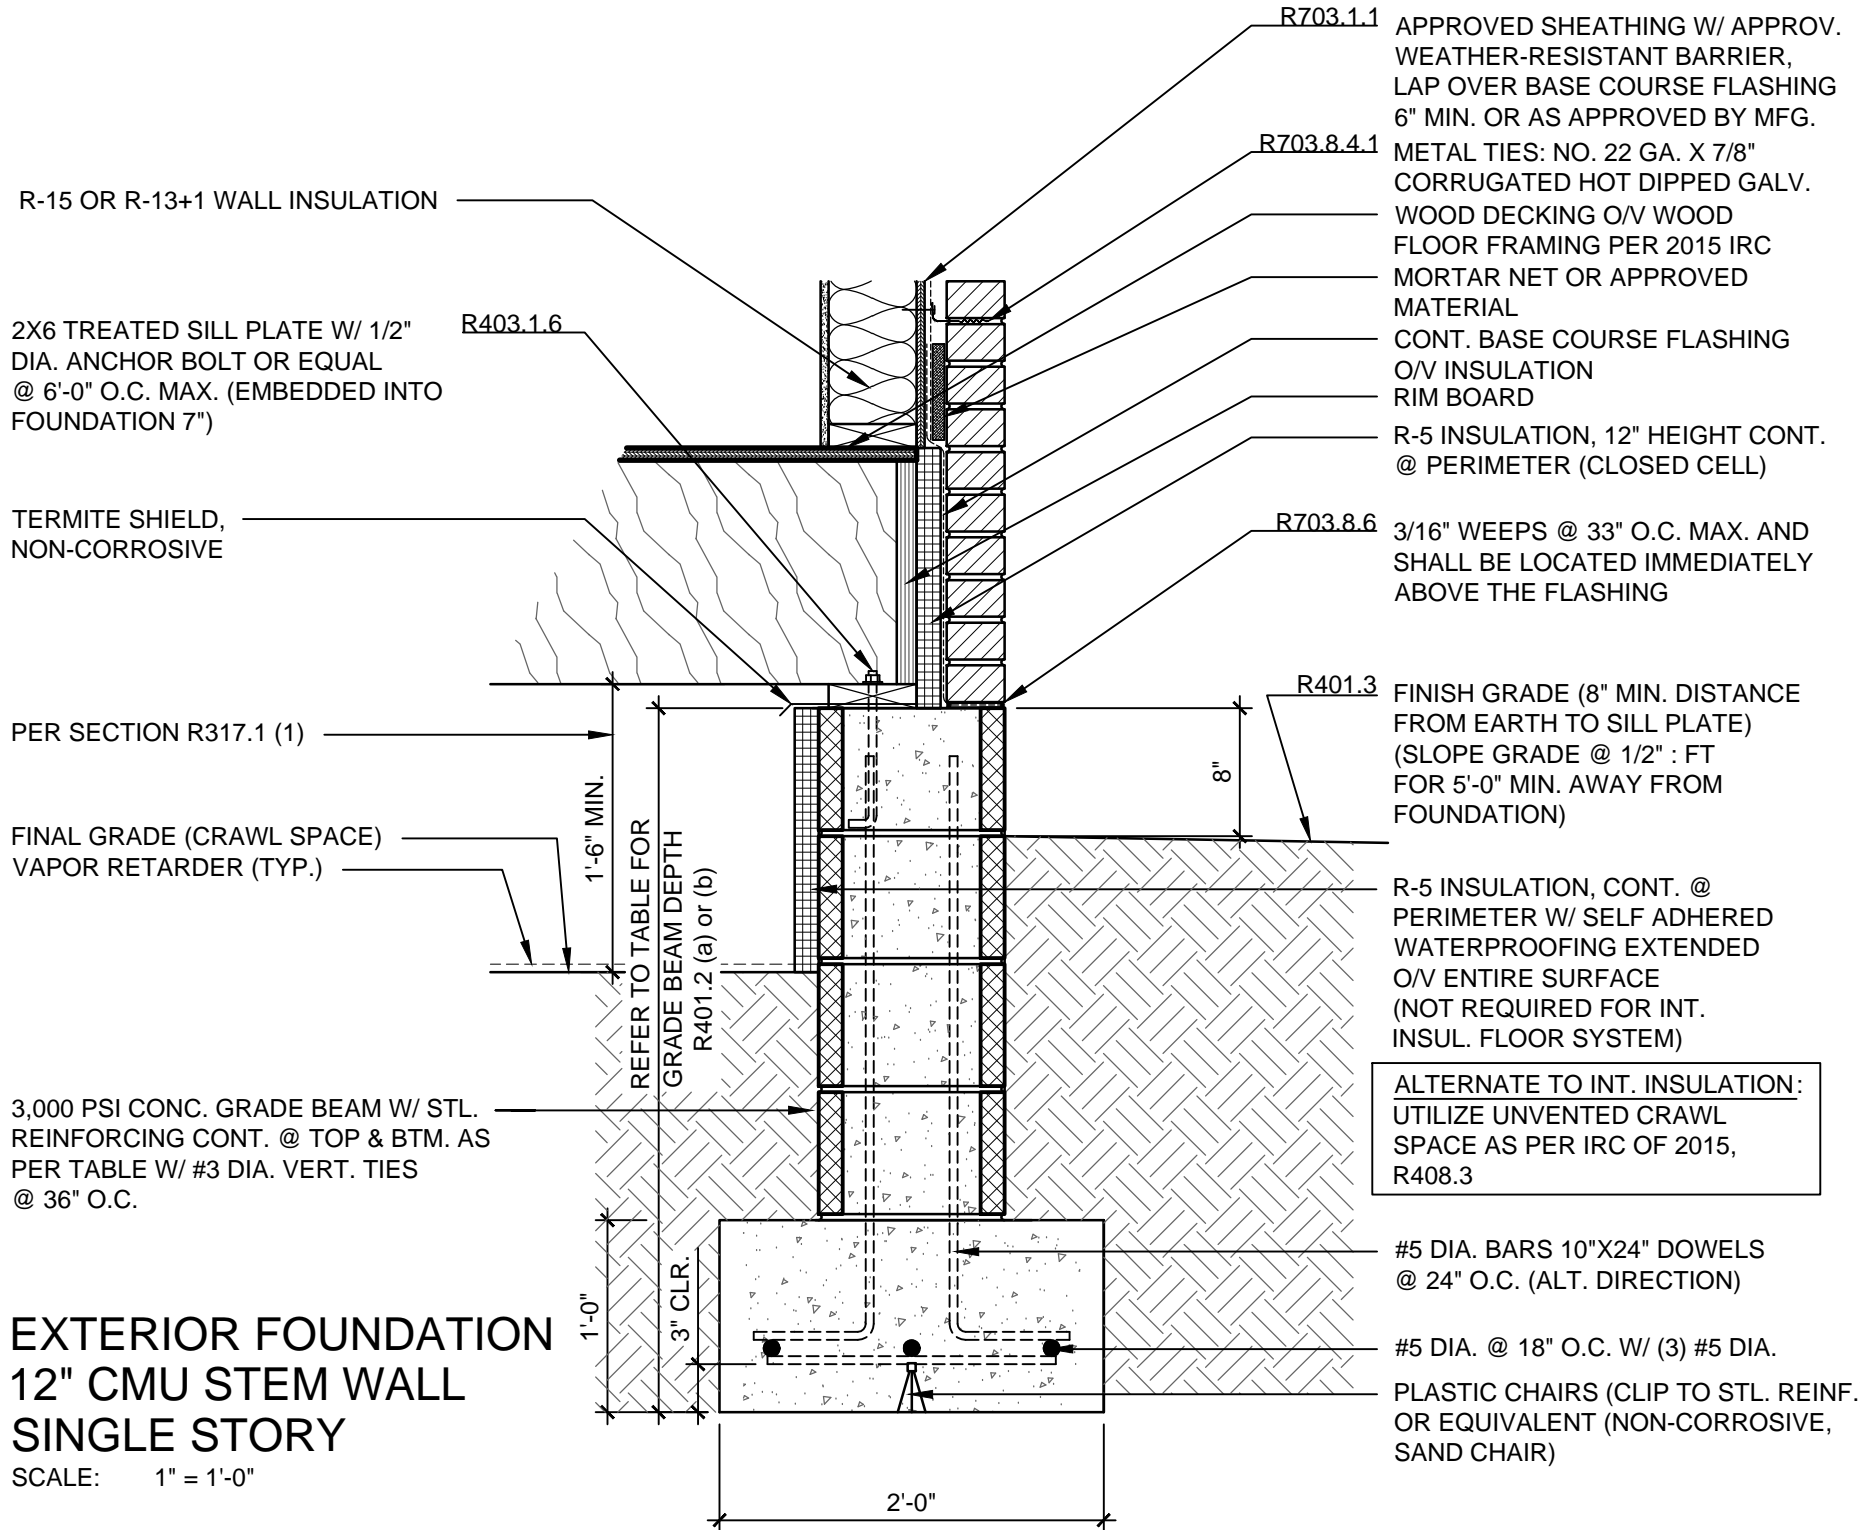 R703.1.1
APPROVED SHEATHING W/ APPROV.
WEATHER-RESISTANT BARRIER,
LAP OVER BASE COURSE FLASHING
6" MIN. OR AS APPROVED BY MFG.
R703.8.4.1
METAL TIES: NO. 22 GA. X 7/8"
CORRUGATED HOT DIPPED GALV.
WOOD DECKING O/V WOOD
FLOOR FRAMING PER 2015 IRC
MORTAR NET OR APPROVED
MATERIAL
CONT. BASE COURSE FLASHING
O/V INSULATION
RIM BOARD
R-5 INSULATION, 12" HEIGHT CONT.
@ PERIMETER (CLOSED CELL)
R703.8.6
3/16" WEEPS @ 33" O.C. MAX. AND
SHALL BE LOCATED IMMEDIATELY
ABOVE THE FLASHING
R401.3
FINISH GRADE (8" MIN. DISTANCE
FROM EARTH TO SILL PLATE)
(SLOPE GRADE @ 1/2" : FT
FOR 5'-0" MIN. AWAY FROM
FOUNDATION)
R-5 INSULATION, CONT. @
PERIMETER W/ SELF ADHERED
WATERPROOFING EXTENDED
O/V ENTIRE SURFACE
(NOT REQUIRED FOR INT.
INSUL. FLOOR SYSTEM)
ALTERNATE TO INT. INSULATION:
UTILIZE UNVENTED CRAWL
SPACE AS PER IRC OF 2015,
R408.3
#5 DIA. BARS 10"X24" DOWELS
@ 24" O.C. (ALT. DIRECTION)
#5 DIA. @ 18" O.C. W/ (3) #5 DIA.
PLASTIC CHAIRS (CLIP TO STL. REINF.
OR EQUIVALENT (NON-CORROSIVE,
SAND CHAIR)
R-15 OR R-13+1 WALL INSULATION
2X6 TREATED SILL PLATE W/ 1/2"
DIA. ANCHOR BOLT OR EQUAL
@ 6'-0" O.C. MAX. (EMBEDDED INTO
FOUNDATION 7")
R403.1.6
TERMITE SHIELD,
NON-CORROSIVE
PER SECTION R317.1 (1)
FINAL GRADE (CRAWL SPACE)
VAPOR RETARDER (TYP.)
3,000 PSI CONC. GRADE BEAM W/ STL.
REINFORCING CONT. @ TOP & BTM. AS
PER TABLE W/ #3 DIA. VERT. TIES
@ 36" O.C.
1'-6" MIN.
REFER TO TABLE FOR
GRADE BEAM DEPTH
R401.2 (a) or (b)
8"
1'-0"
3" CLR.
2'-0"
EXTERIOR FOUNDATION
12" CMU STEM WALL
SINGLE STORY
SCALE: 1" = 1'-0"